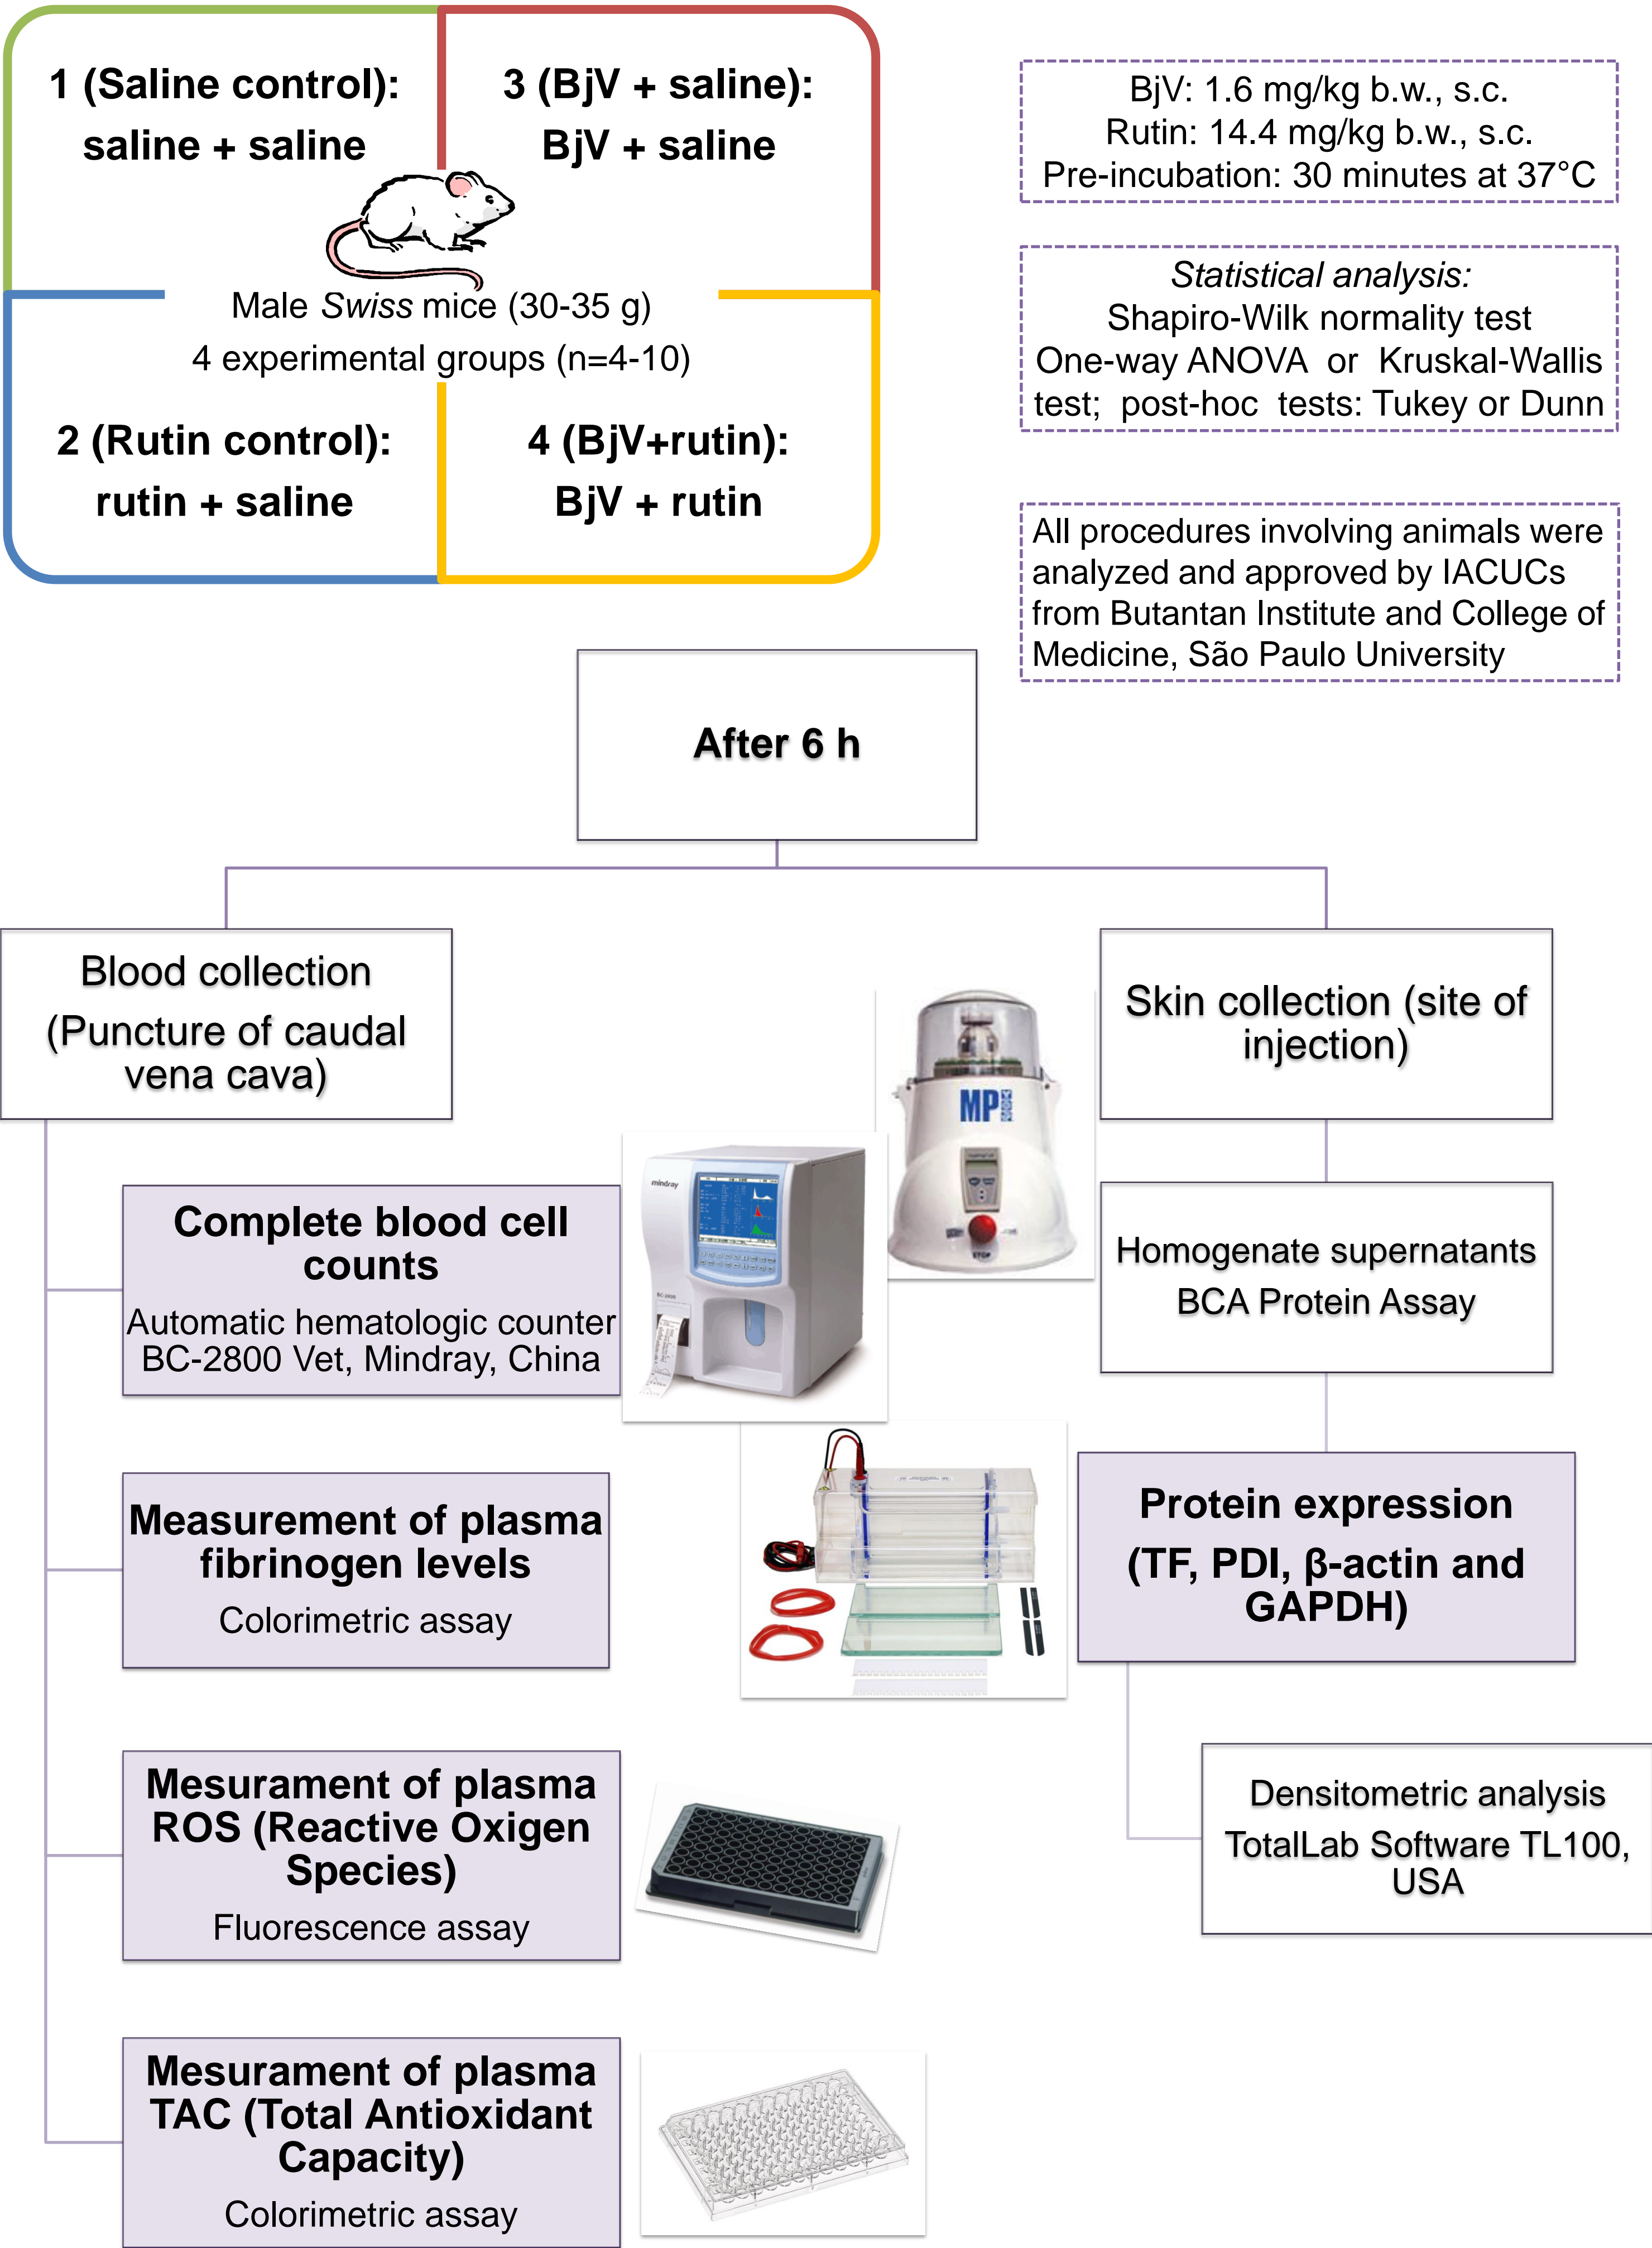 1 (Saline control):
saline + saline
3 (BjV + saline):
BjV + saline
Male Swiss mice (30-35 g)
4 experimental groups (n=4-10)
2 (Rutin control):
rutin + saline
4 (BjV+rutin):
BjV + rutin
BjV: 1.6 mg/kg b.w., s.c.
Rutin: 14.4 mg/kg b.w., s.c.
Pre-incubation: 30 minutes at 37°C
Statistical analysis:
Shapiro-Wilk normality test
One-way ANOVA or Kruskal-Wallis
test; post-hoc tests: Tukey or Dunn
All procedures involving animals were
analyzed and approved by IACUCs
from Butantan Institute and College of
Medicine, São Paulo University
After 6 h
Blood collection
(Puncture of caudal
vena cava)
Complete blood cell
counts
Automatic hematologic counter
BC-2800 Vet, Mindray, China
mindray
BC-2800
Measurement of plasma
fibrinogen levels
Colorimetric assay
Mesurament of plasma
ROS (Reactive Oxigen
Species)
Fluorescence assay
Mesurament of plasma
TAC (Total Antioxidant
Capacity)
Colorimetric assay
MP
STOP
Skin collection (site of
injection)
Homogenate supernatants
BCA Protein Assay
Protein expression
(TF, PDI, β-actin and
GAPDH)
Densitometric analysis
TotalLab Software TL100,
USA